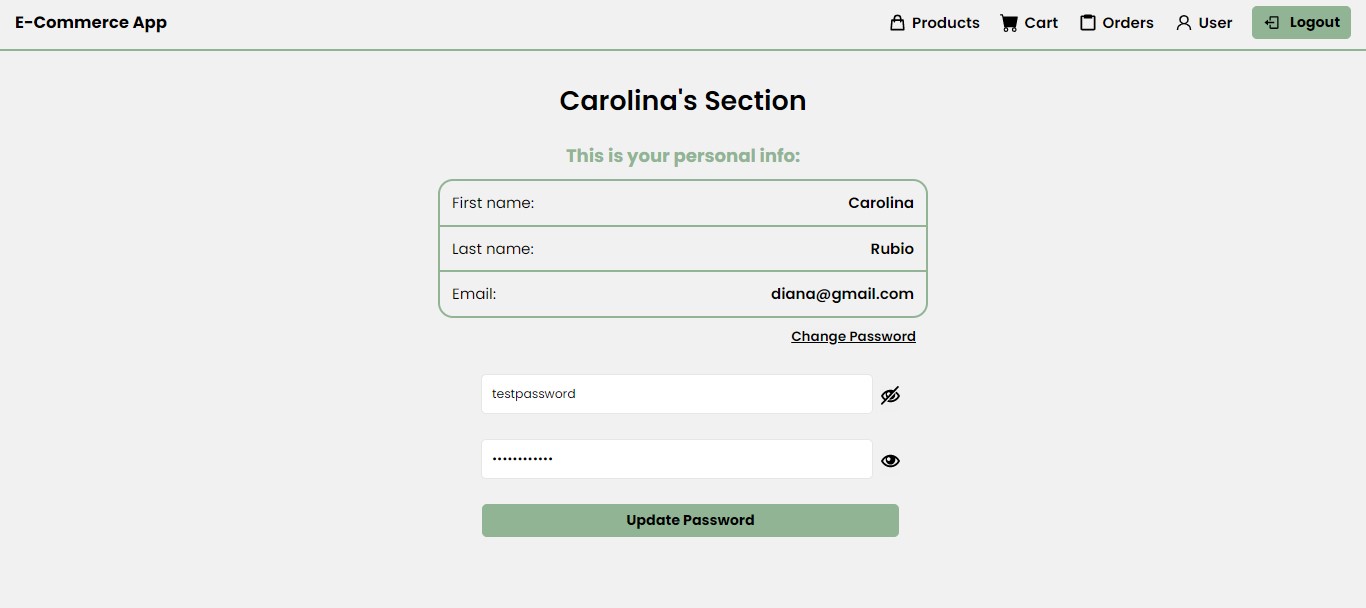 E-Commerce App
Products Cart Orders User Logout
Carolina's Section
This is your personal info:
First name: Carolina
Last name: Rubio
Email: diana@gmail.com
Change Password
testpassword
••••••••••••
Update Password